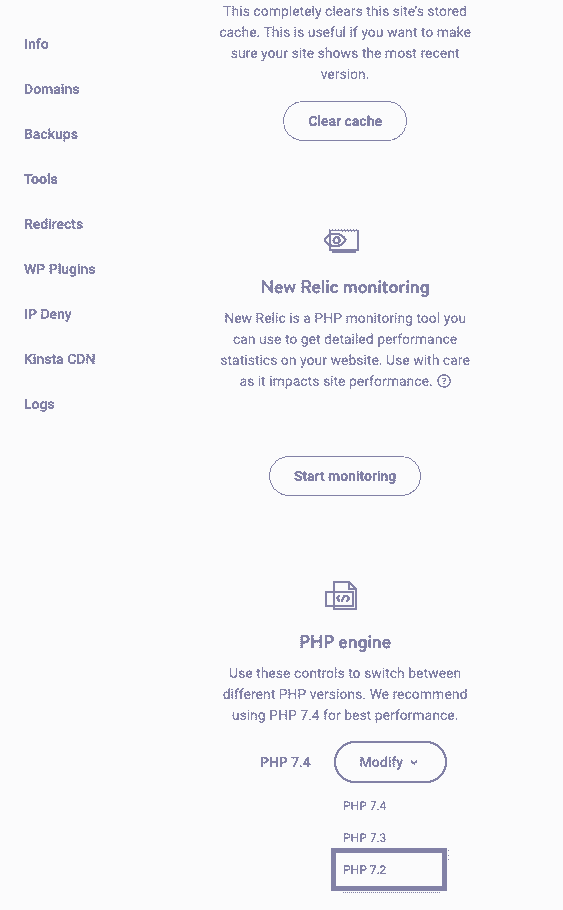 Info
Domains
Backups
Tools
Redirects
WP Plugins
IP Deny
Kinsta CDN
Logs
This completely clears this site's stored
cache. This is useful if you want to make
sure your site shows the most recent
version.
Clear cache
New Relic monitoring
New Relic is a PHP monitoring tool you
can use to get detailed performance
statistics on your website. Use with care
as it impacts site performance. ?
Start monitoring
</>
PHP engine
Use these controls to switch between
different PHP versions. We recommend
using PHP 7.4 for best performance.
PHP 7.4 Modify
PHP 7.4
PHP 7.3
PHP 7.2